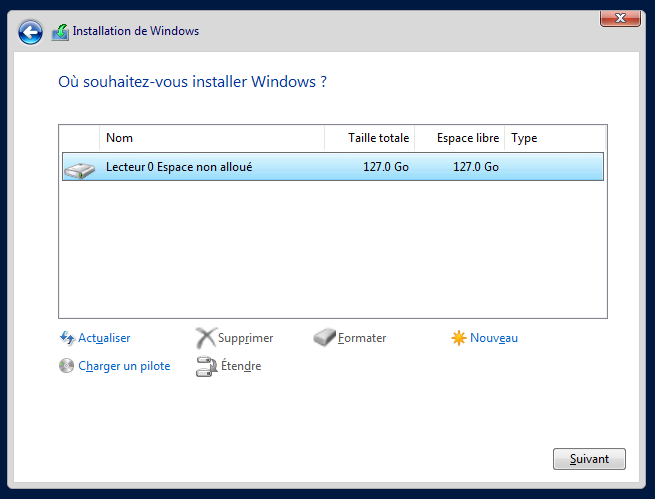 Installation de Windows
Où souhaitez-vous installer Windows ?
Nom Taille totale Espace libre Type
Lecteur 0 Espace non alloué 127.0 Go 127.0 Go
Actualiser Supprimer Formater Nouveau
Charger un pilote Étendre
Suivant